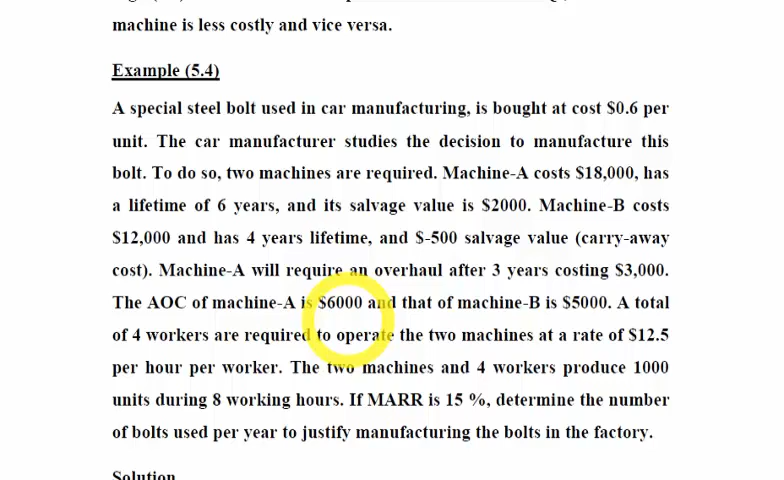 machine is less costly and vice versa.
Example (5.4)
A special steel bolt used in car manufacturing, is bought at cost $0.6 per
unit. The car manufacturer studies the decision to manufacture this
bolt. To do so, two machines are required. Machine-A costs $18,000, has
a lifetime of 6 years, and its salvage value is $2000. Machine-B costs
$12,000 and has 4 years lifetime, and $-500 salvage value (carry-away
cost). Machine-A will require an overhaul after 3 years costing $3,000.
The AOC of machine-A is $6000 and that of machine-B is $5000. A total
of 4 workers are required to operate the two machines at a rate of $12.5
per hour per worker. The two machines and 4 workers produce 1000
units during 8 working hours. If MARR is 15 %, determine the number
of bolts used per year to justify manufacturing the bolts in the factory.
Solution